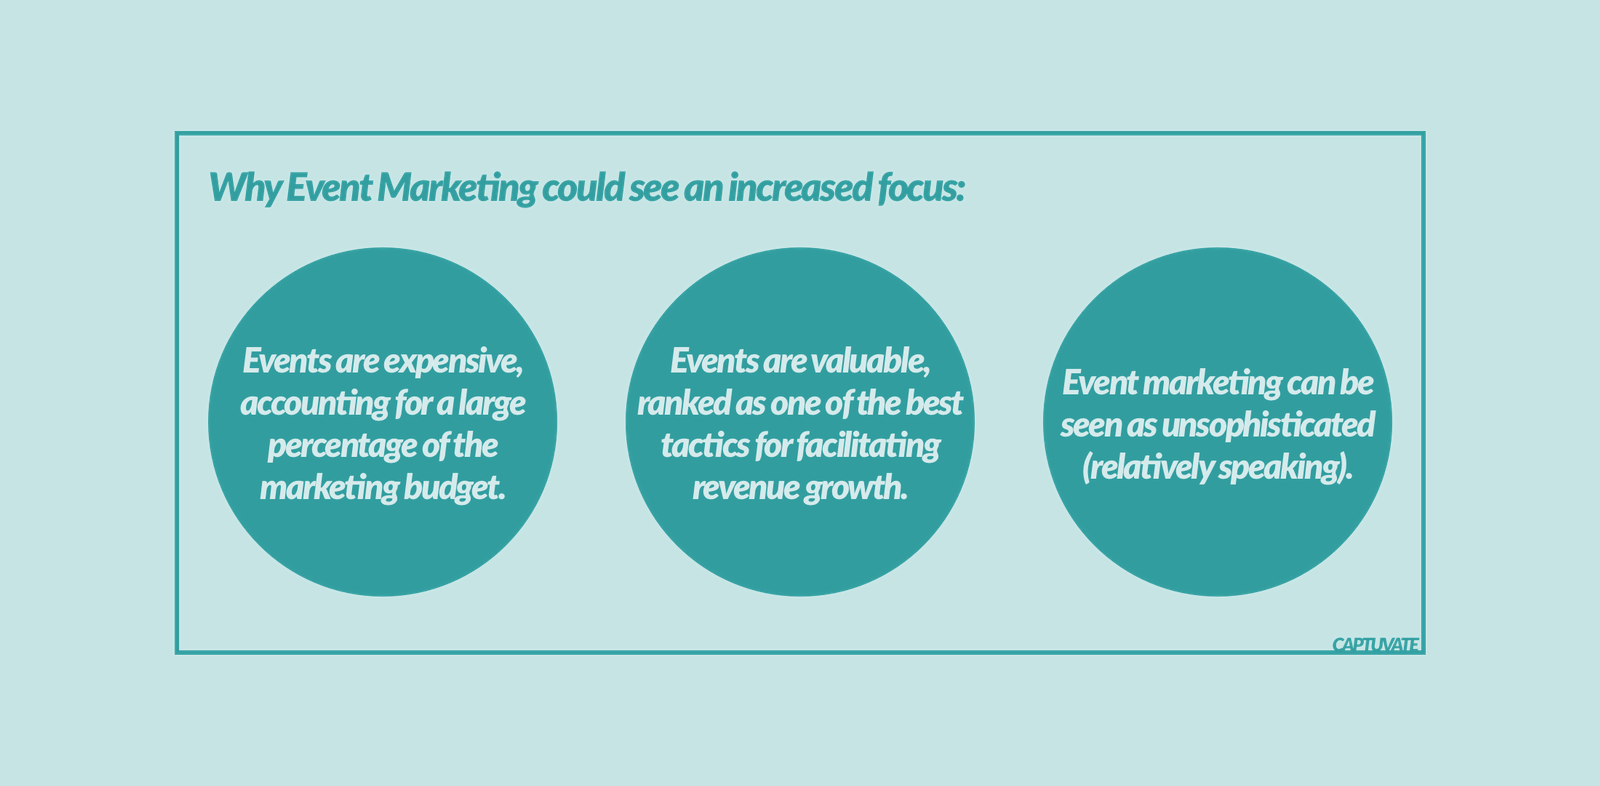 Why Event Marketing could see an increased focus:
Events are expensive,
accounting for a large
percentage of the
marketing budget.
Events are valuable,
ranked as one of the best
tactics for facilitating
revenue growth.
Event marketing can be
seen as unsophisticated
(relatively speaking).
CAPTUVATE